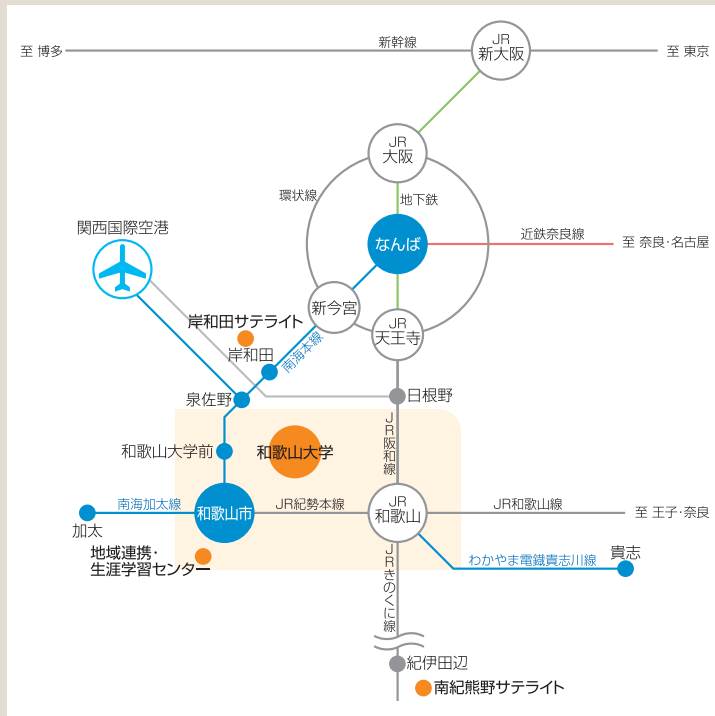 JR
新大阪
新幹線
至 博多
至 東京
JR
大阪
環状線
地下鉄
関西国際空港
なんば
近鉄奈良線
至 奈良・名古屋
新今宮
岸和田サテライト
JR
天王寺
岸和田
南海本線
泉佐野
日根野
JR阪和線
和歌山大学前
和歌山大学
南海加太線
和歌山市
JR紀勢本線
JR
和歌山
JR和歌山線
至 王子・奈良
加太
地域連携・
生涯学習センター
JRきのくに線
わかやま電鐵貴志川線
貴志
紀伊田辺
南紀熊野サテライト